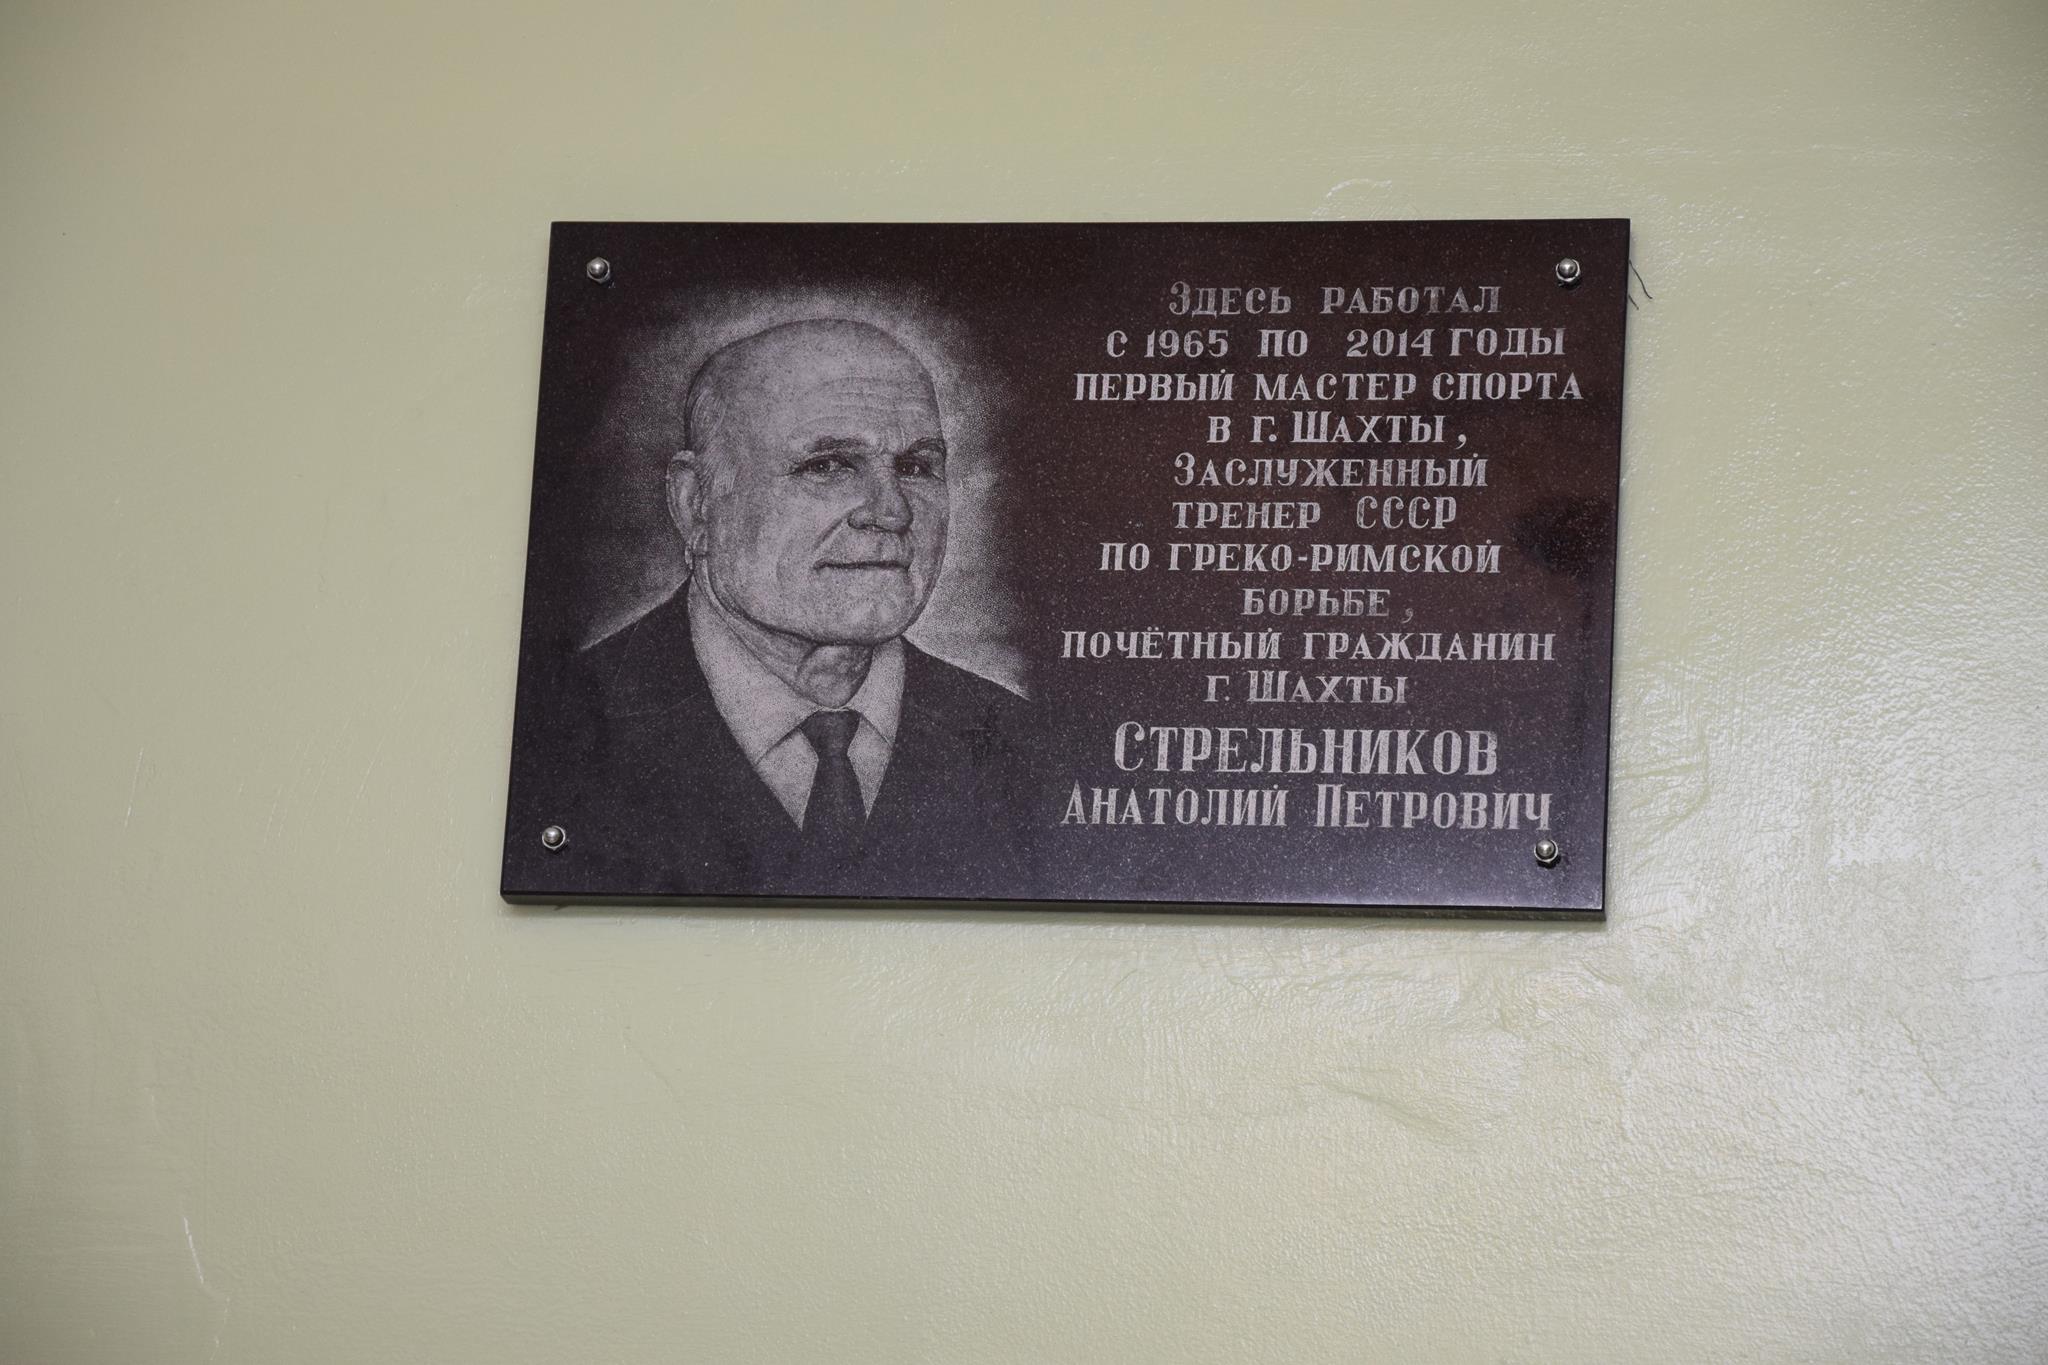 Здесь работал
с 1965 по 2014 годы
первый мастер спорта
в г. Шахты,
Заслуженный
тренер СССР
по греко-римской
борьбе,
почётный гражданин
г. Шахты
Стрельников
Анатолий Петрович